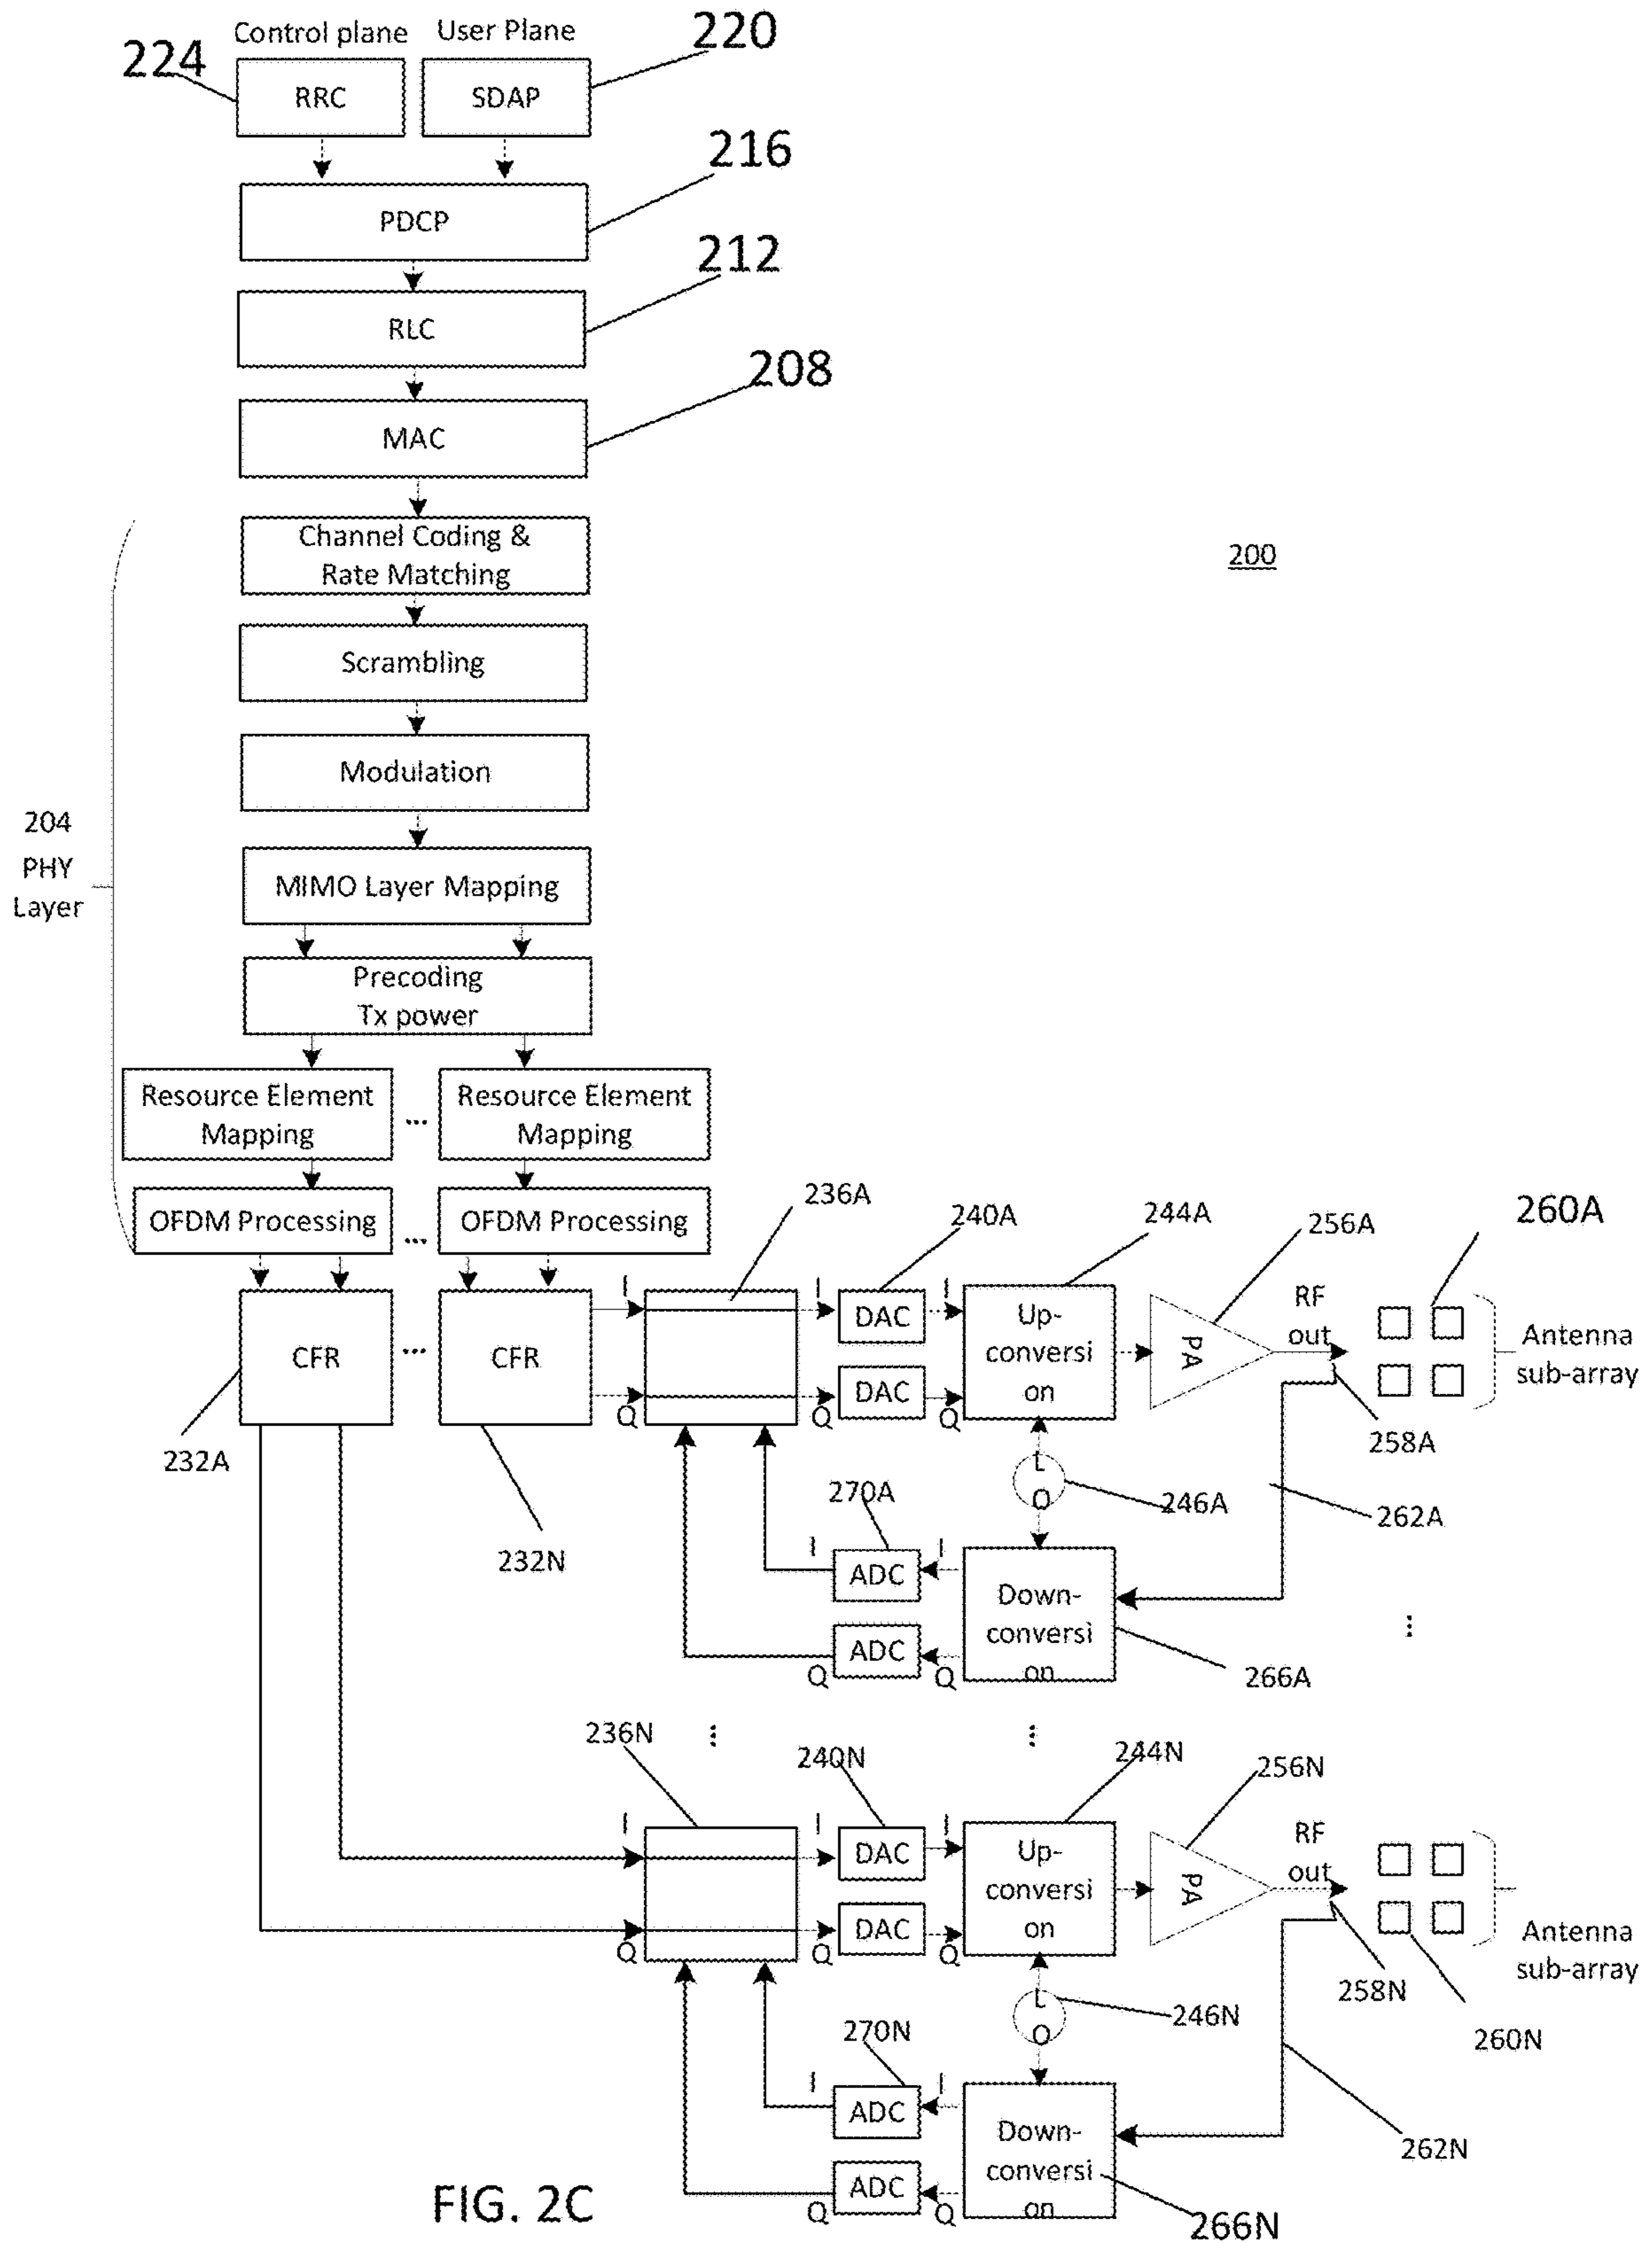 Control plane
User Plane
220
224
RRC
SDAP
216
PDCP
212
RLC
208
MAC
Channel Coding &
Rate Matching
200
Scrambling
Modulation
204
PHY
Layer
MIMO Layer Mapping
Precoding
Tx power
Resource Element
Mapping
...
Resource Element
Mapping
OFDM Processing
...
OFDM Processing
236A
240A
244A
256A
260A
CFR
...
CFR
232A
232N
I
Q
I
Q
DAC
DAC
I
Q
Up-
conversi
on
PA
RF
out
Antenna
sub-array
258A
L
O
246A
262A
270A
I
Q
ADC
ADC
I
Q
Down-
conversi
on
266A
...
...
...
236N
240N
244N
256N
I
Q
I
Q
DAC
DAC
I
Q
Up-
conversi
on
PA
RF
out
Antenna
sub-array
258N
260N
L
O
246N
262N
270N
I
Q
ADC
ADC
I
Q
Down-
conversi
on
266N
FIG. 2C